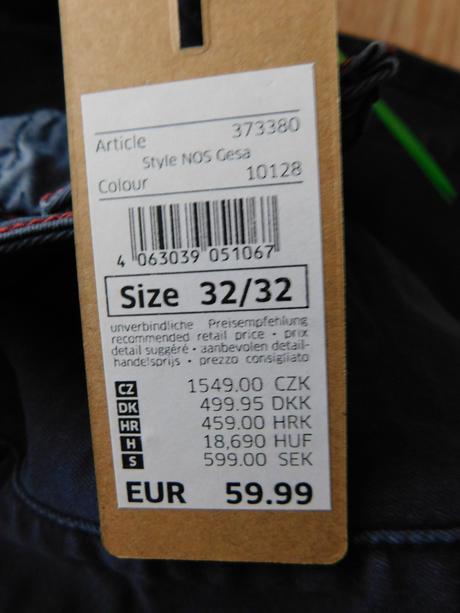 Article 373380
Style NOS Gesa
Colour 10128
4 063039 051067
Size 32/32
unverbindliche Preisempfehlung
recommended retail price • prix
detail suggéré • aanbevolen detail-
handelsprijs • prezzo consigliato
CZ 1549.00 CZK
DK 499.95 DKK
HR 459.00 HRK
H 18,690 HUF
S 599.00 SEK
EUR 59.99